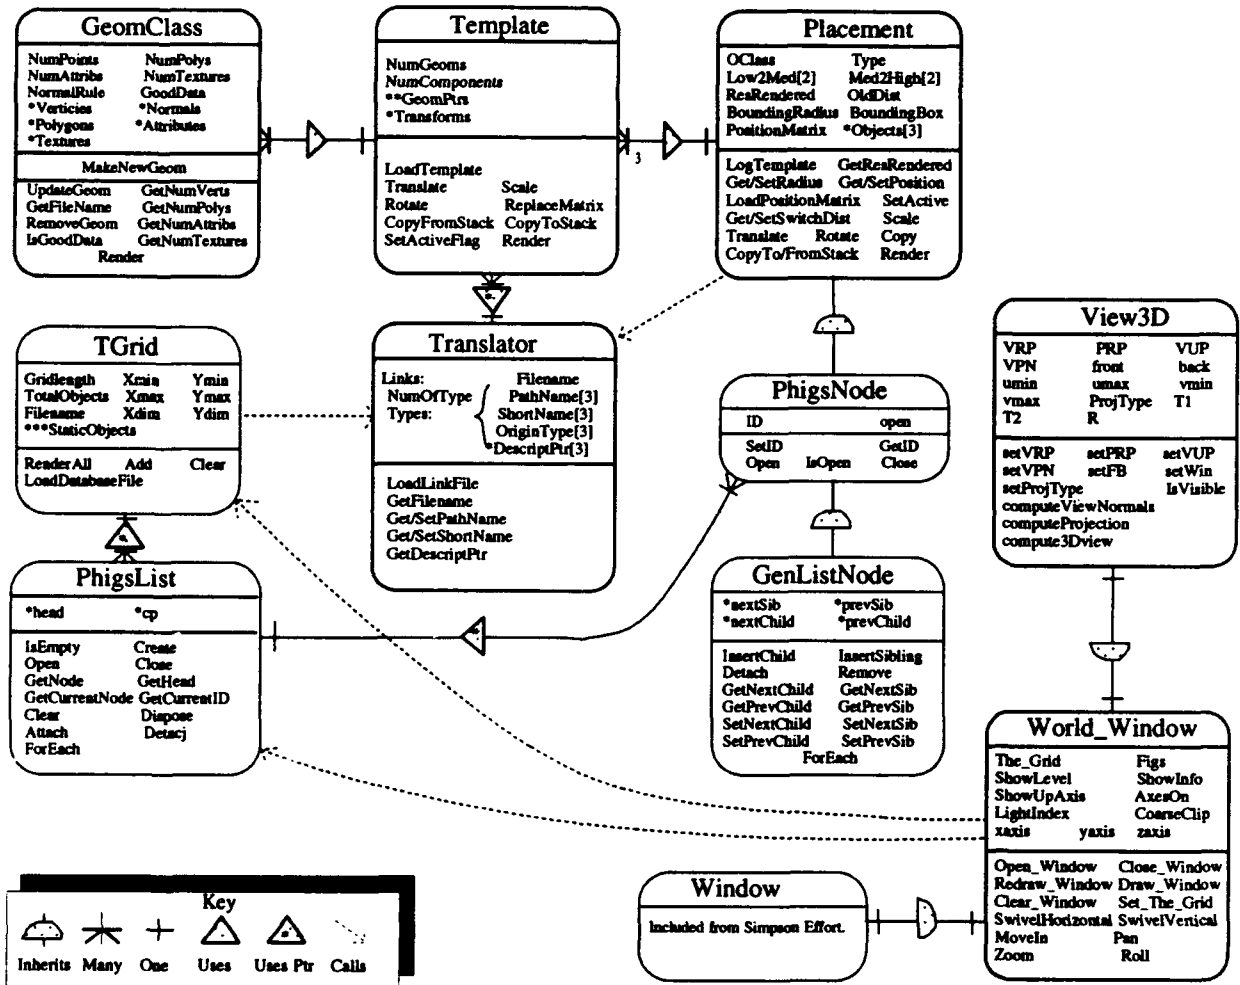 GeomClass
NumPoints NumPolys
NumAttribs NumTextures
NormalRule GoodData
*Verticies *Normals
*Polygons *Attributes
*Textures
MakeNewGeom
UpdateGeom GetNumVerts
GetFileName GetNumPolys
RemoveGeom GetNumAttribs
IsGoodData GetNumTextures
Render
Template
NumGeoms
NumComponents
**GeomPtrs
*Transforms
LoadTemplate
Translate Scale
Rotate ReplaceMatrix
CopyFromStack CopyToStack
SetActiveFlag Render
3
Placement
OClass Type
Low2Med[2] Med2High[2]
ResRendered OldDist
BoundingRadius BoundingBox
PositionMatrix *Objects[3]
LogTemplate GetResRendered
Get/SetRadius Get/SetPosition
LoadPositionMatrix SetActive
Get/SetSwitchDist Scale
Translate Rotate Copy
CopyTo/FromStack Render
TGrid
Gridlength Xmin Ymin
TotalObjects Xmax Ymax
Filename Xdim Ydim
***StaticObjects
RenderAll Add Clear
LoadDatabaseFile
Translator
Links: Filename
NumOfType PathName[3]
Types: ShortName[3]
OriginType[3]
*DescriptPtr[3]
LoadLinkFile
GetFilename
Get/SetPathName
Get/SetShortName
GetDescriptPtr
PhigsNode
ID open
SetID GetID
Open IsOpen Close
View3D
VRP PRP VUP
VPN front back
umin umax vmin
vmax ProjType T1
T2 R
setVRP setPRP setVUP
setVPN setFB setWin
setProjType IsVisible
computeViewNormals
computeProjection
compute3Dview
PhigsList
*head *cp
IsEmpty Create
Open Close
GetNode GetHead
GetCurrentNode GetCurrentID
Clear Dispose
Attach Detacj
ForEach
GenListNode
*nextSib *prevSib
*nextChild *prevChild
InsertChild InsertSibling
Detach Remove
GetNextChild GetNextSib
GetPrevChild GetPrevSib
SetNextChild SetNextSib
SetPrevChild SetPrevSib
ForEach
World_Window
The_Grid Figs
ShowLevel ShowInfo
ShowUpAxis AxesOn
LightIndex CoarseClip
xaxis yaxis zaxis
Open_Window Close_Window
Redraw_Window Draw_Window
Clear_Window Set_The_Grid
SwivelHorizontal SwivelVertical
MoveIn Pan
Zoom Roll
Window
Included from Simpson Effort.
Key
Inherits Many One Uses Uses Ptr Calls